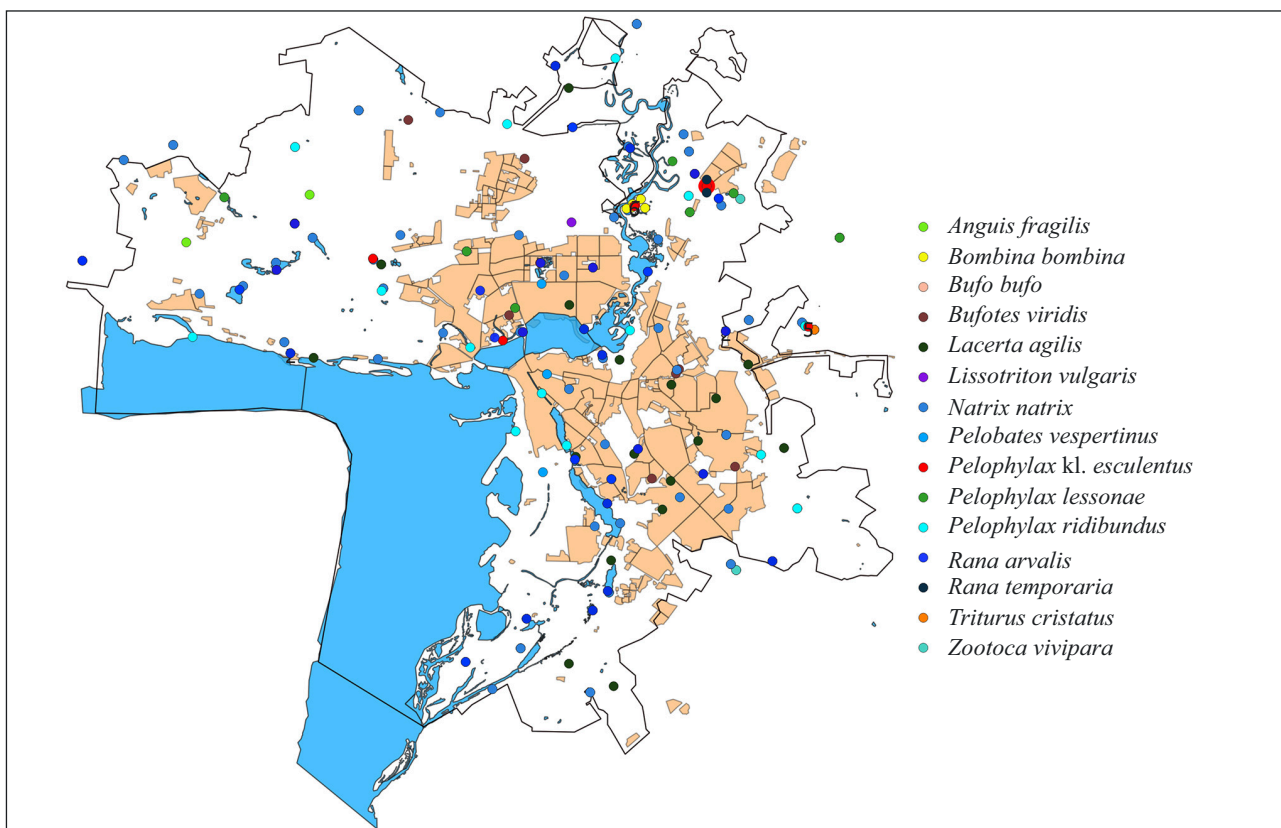 Anguis fragilis
Bombina bombina
Bufo bufo
Bufotes viridis
Lacerta agilis
Lissotriton vulgaris
Natrix natrix
Pelobates vespertinus
Pelophylax kl. esculentus
Pelophylax lessonae
Pelophylax ridibundus
Rana arvalis
Rana temporaria
Triturus cristatus
Zootoca vivipara